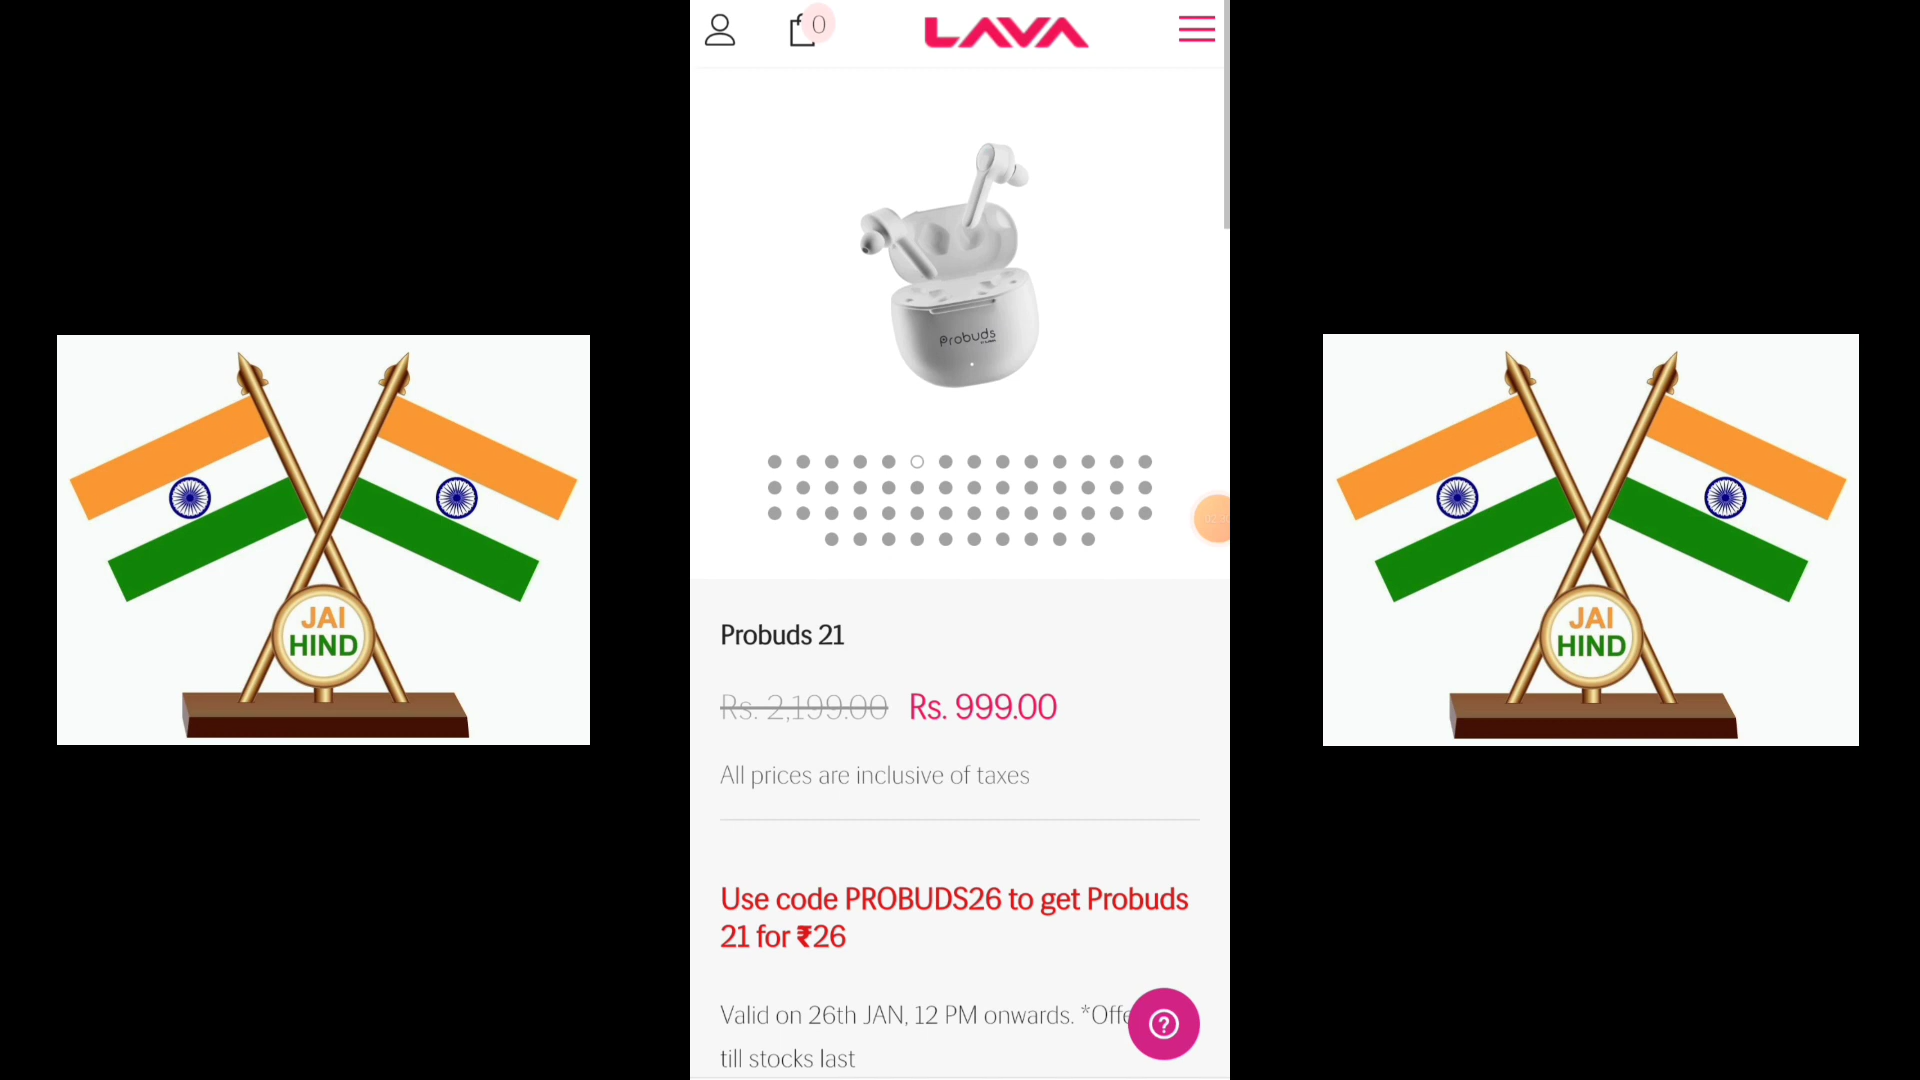 0
LAVA
Probuds
Probuds 21
Rs. 2,199.00 Rs. 999.00
All prices are inclusive of taxes
Use code PROBUDS26 to get Probuds
21 for ₹26
Valid on 26th JAN, 12 PM onwards. *Offe
till stocks last
JAI
HIND
JAI
HIND